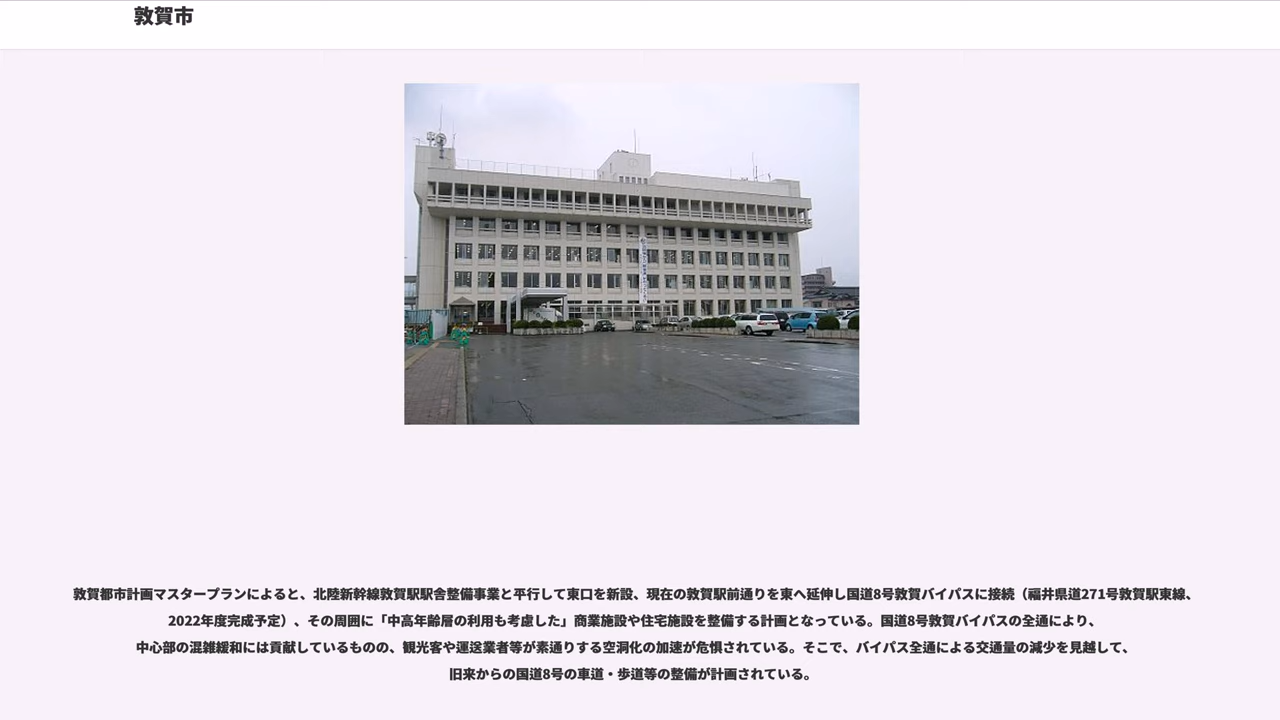 敦賀市
敦賀都市計画マスタープランによると、北陸新幹線敦賀駅駅舎整備事業と平行して東口を新設、現在の敦賀駅前通りを東へ延伸し国道8号敦賀バイパスに接続（福井県道271号敦賀駅東線、
2022年度完成予定）、その周囲に「中高年齢層の利用も考慮した」商業施設や住宅施設を整備する計画となっている。国道8号敦賀バイパスの全通により、
中心部の混雑緩和には貢献しているものの、観光客や運送業者等が素通りする空洞化の加速が危惧されている。そこで、バイパス全通による交通量の減少を見越して、
旧来からの国道8号の車道・歩道等の整備が計画されている。